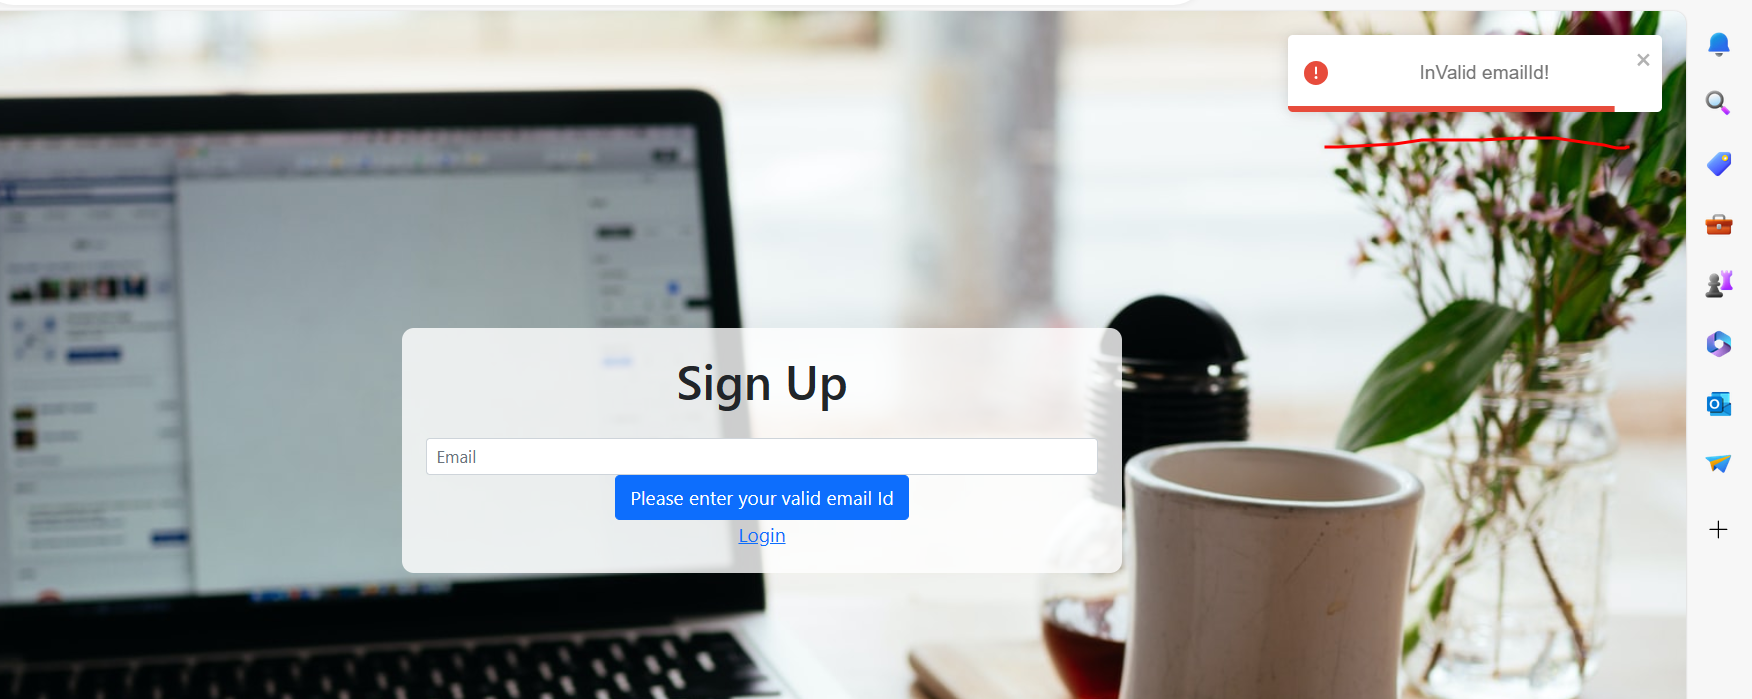 InValid emailId!
Sign Up
Email
Please enter your valid email Id
Login